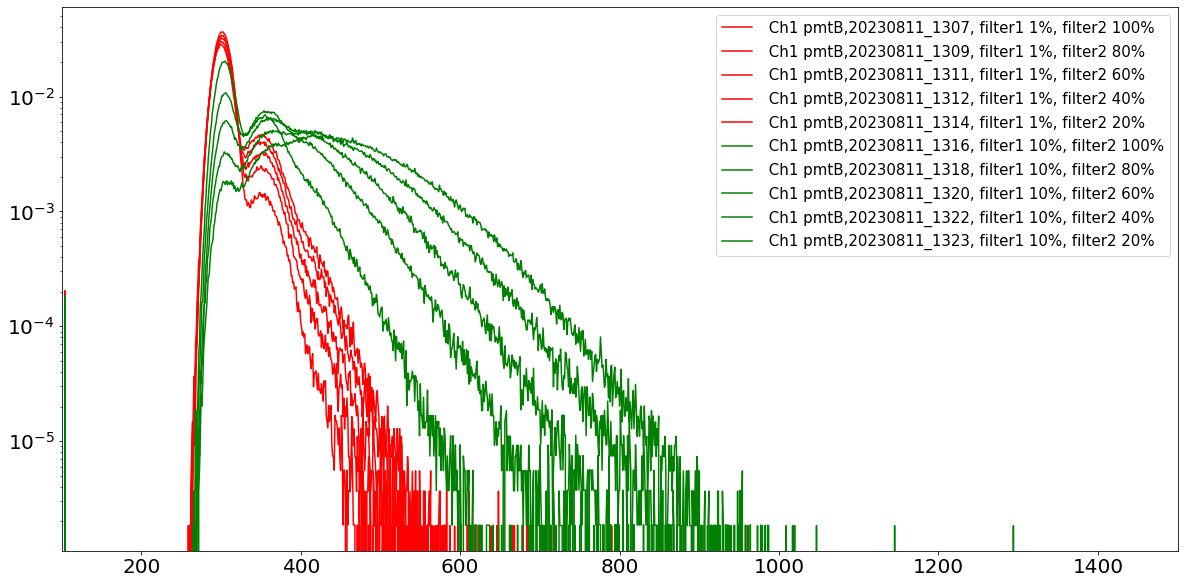 Ch1 pmtB,20230811_1307, filter1 1%, filter2 100%
Ch1 pmtB,20230811_1309, filter1 1%, filter2 80%
Ch1 pmtB,20230811_1311, filter1 1%, filter2 60%
Ch1 pmtB,20230811_1312, filter1 1%, filter2 40%
Ch1 pmtB,20230811_1314, filter1 1%, filter2 20%
Ch1 pmtB,20230811_1316, filter1 10%, filter2 100%
Ch1 pmtB,20230811_1318, filter1 10%, filter2 80%
Ch1 pmtB,20230811_1320, filter1 10%, filter2 60%
Ch1 pmtB,20230811_1322, filter1 10%, filter2 40%
Ch1 pmtB,20230811_1323, filter1 10%, filter2 20%
10⁻²
10⁻³
10⁻⁴
10⁻⁵
200 400 600 800 1000 1200 1400